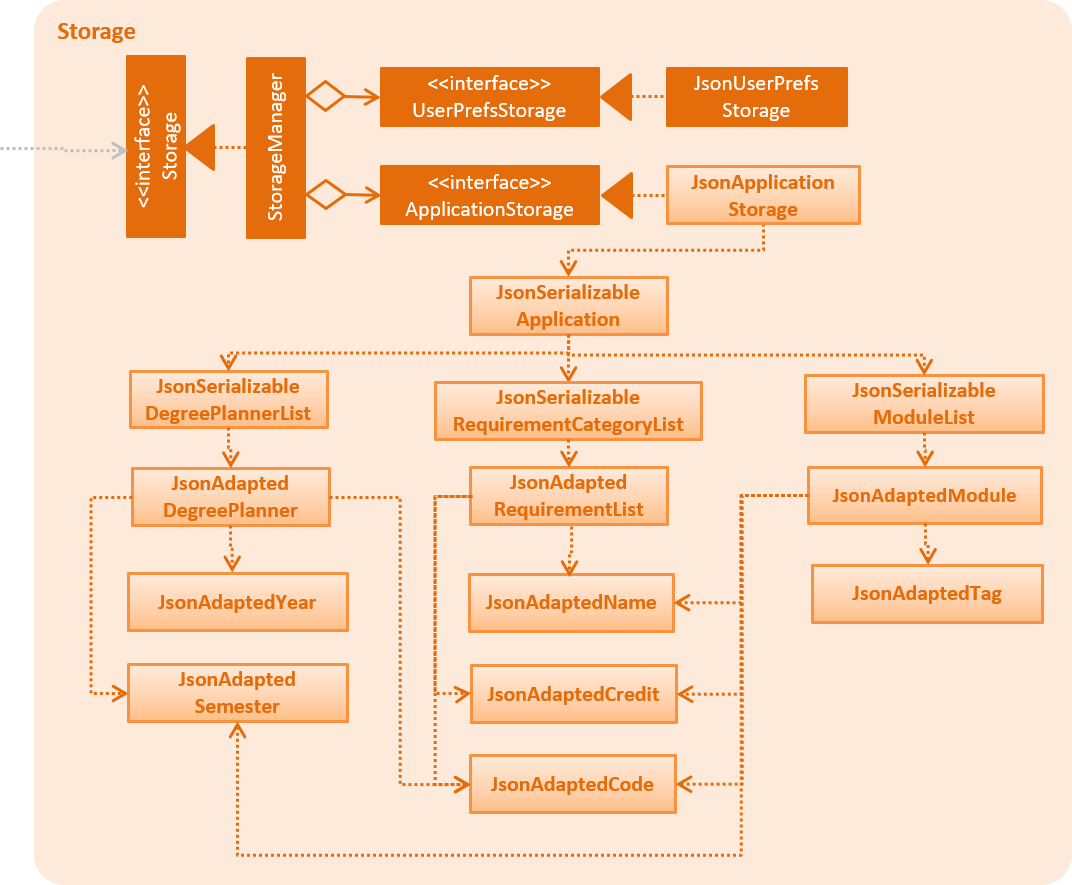 Storage
<<interface>>
Storage
StorageManager
<<interface>>
UserPrefsStorage
JsonUserPrefs
Storage
<<interface>>
ApplicationStorage
JsonApplication
Storage
JsonSerializable
Application
JsonSerializable
DegreePlannerList
JsonSerializable
RequirementCategoryList
JsonSerializable
ModuleList
JsonAdapted
DegreePlanner
JsonAdapted
RequirementList
JsonAdaptedModule
JsonAdaptedYear
JsonAdaptedName
JsonAdaptedTag
JsonAdapted
Semester
JsonAdaptedCredit
JsonAdaptedCode